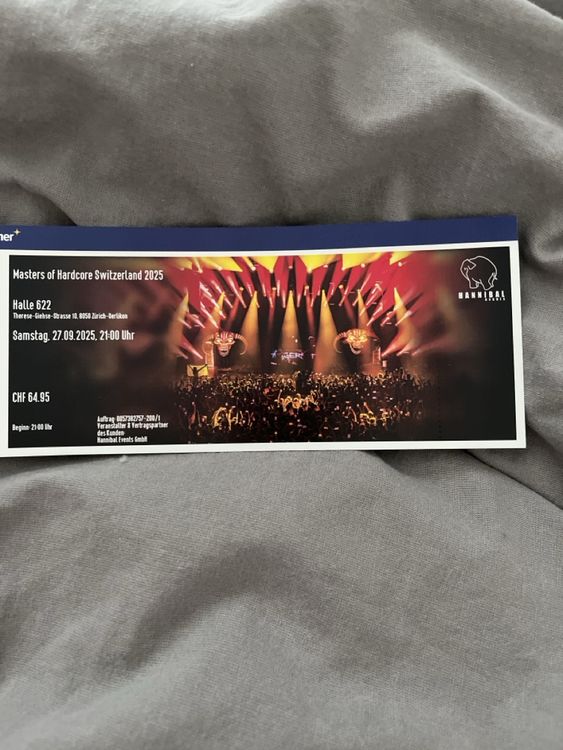 ner
Masters of Hardcore Switzerland 2025
Halle 622
Therese-Giehse-Strasse 10, 8050 Zürich-Oerlikon
Samstag, 27.09.2025, 21:00 Uhr
CHF 64.95
Beginn: 21:00 Uhr
Veranstalter & Vertragspartner
des Kunden:
Hannibal Events GmbH
HANNIBAL